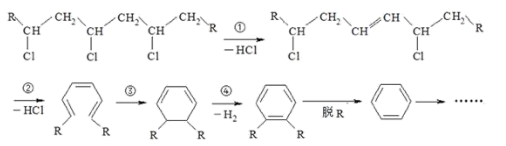 R CH₂ CH₂ CH₂ ① R CH₂ CH₂
CH CH CH R −HCl CH CH=CH CH R
Cl Cl Cl Cl Cl
② ③ ④
−HCl −H₂ 脱 R ……
R R R R R R